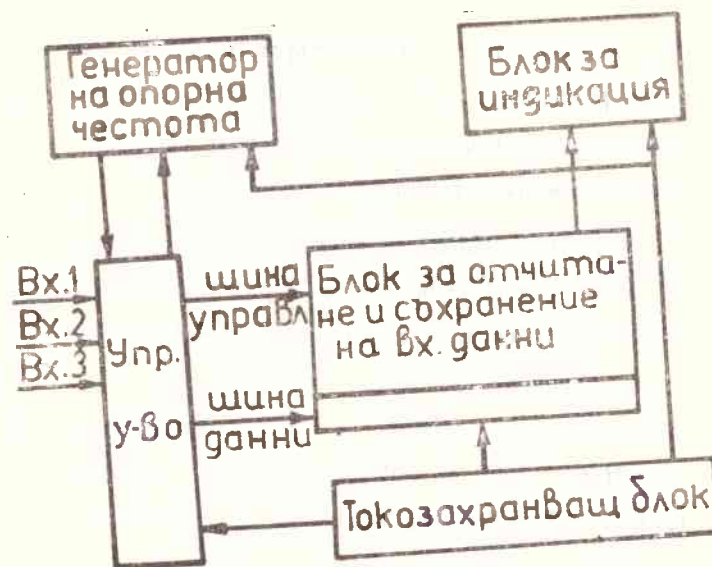 Генератор
на опорна
честота
Блок за
индикация
Вх.1
Вх.2
Вх.3
Упр.
у-во
шина
управл
шина
данни
Блок за отчита-
не и съхранение
на вх. данни
Токозахранващ блок